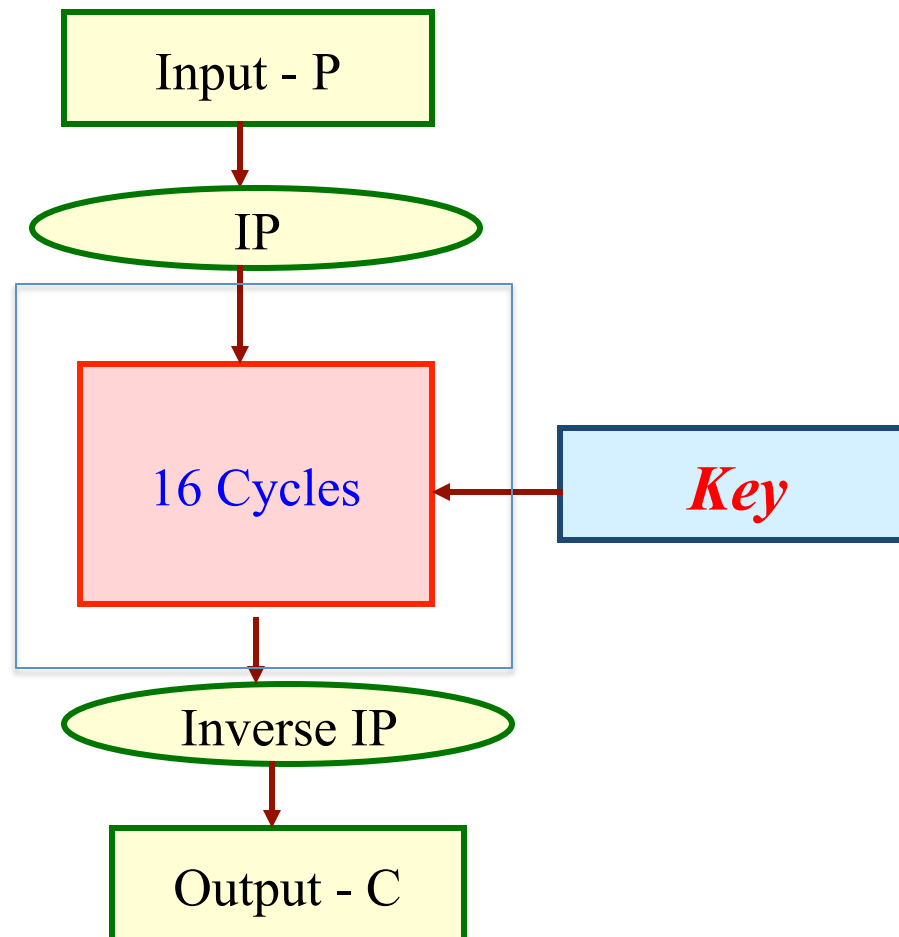 Input - P
IP
16 Cycles
Key
Inverse IP
Output - C